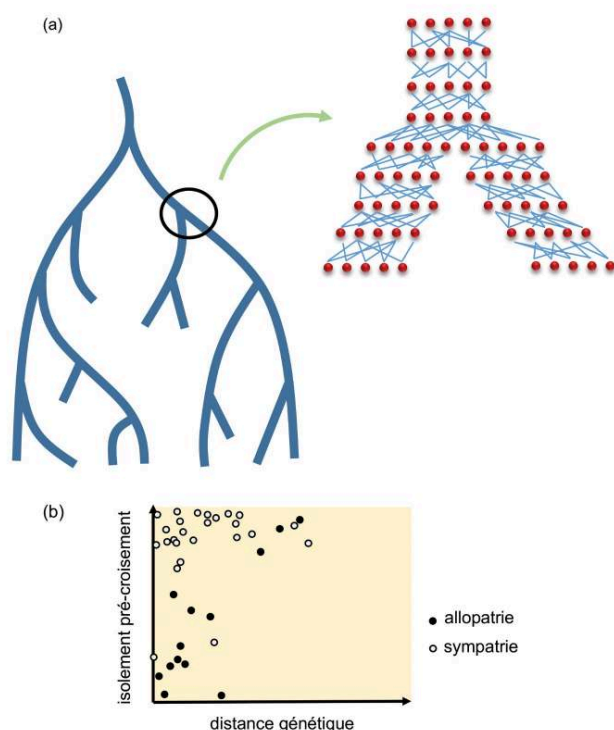 (a)
(b)
isolement pré-croisement
allopatrie
sympatrie
distance génétique